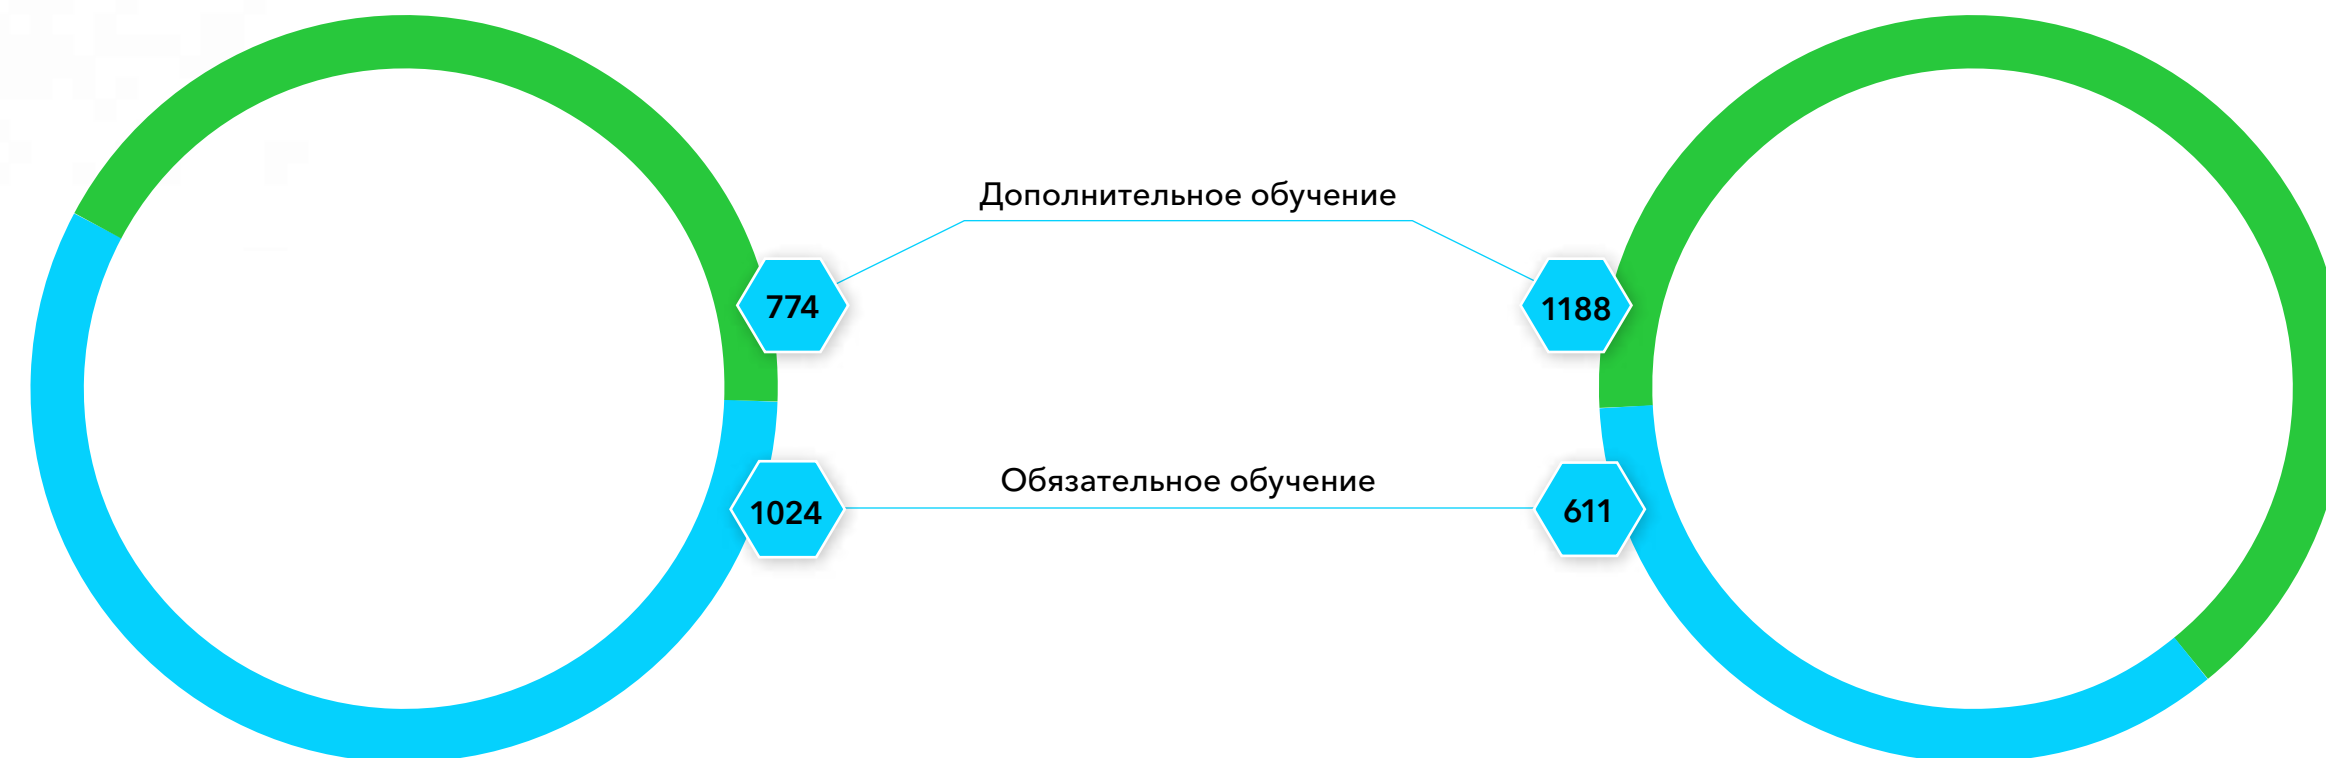 Дополнительное обучение
774
1188
Обязательное обучение
1024
611